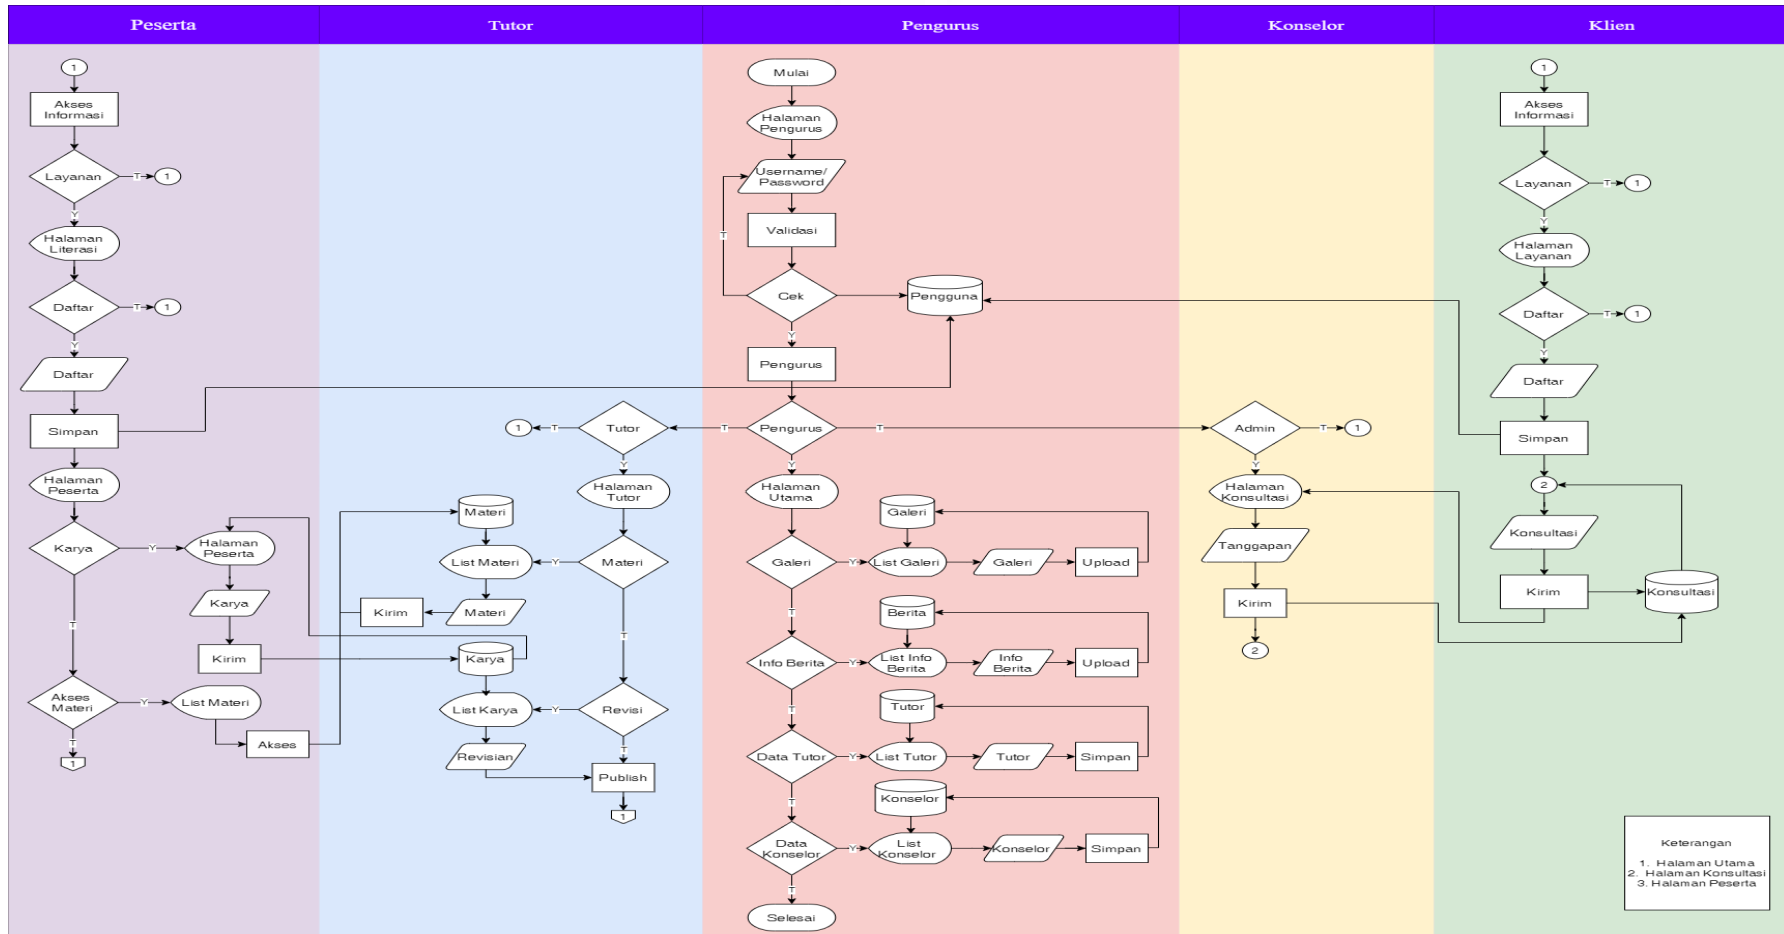 Peserta
Tutor
Pengurus
Konselor
Klien
1
Akses
Informasi
Layanan
T
1
Y
Halaman
Literasi
Daftar
T
1
Y
Daftar
Simpan
Halaman
Peserta
Karya
Y
Halaman
Peserta
Karya
Kirim
T
Akses
Materi
Y
List Materi
Akses
T
1
Tutor
T
1
Y
Halaman
Tutor
Materi
Y
List Materi
Materi
Materi
Kirim
T
Karya
Revisi
Y
List Karya
Revisian
T
Publish
1
Mulai
Halaman
Pengurus
Username/
Password
Validasi
T
Cek
Pengguna
Y
Pengurus
Pengurus
T
T
Y
Halaman
Utama
Galeri
Galeri
Y
List Galeri
Galeri
Upload
T
Berita
Info Berita
Y
List Info
Berita
Info
Berita
Upload
T
Tutor
Data Tutor
Y
List Tutor
Tutor
Simpan
T
Konselor
Data
Konselor
Y
List
Konselor
Konselor
Simpan
T
Selesai
Admin
T
1
Y
Halaman
Konsultasi
Tanggapan
Kirim
2
1
Akses
Informasi
Layanan
T
1
Y
Halaman
Layanan
Daftar
T
1
Y
Daftar
Simpan
2
Konsultasi
Kirim
Konsultasi
Keterangan
1. Halaman Utama
2. Halaman Konsultasi
3. Halaman Peserta